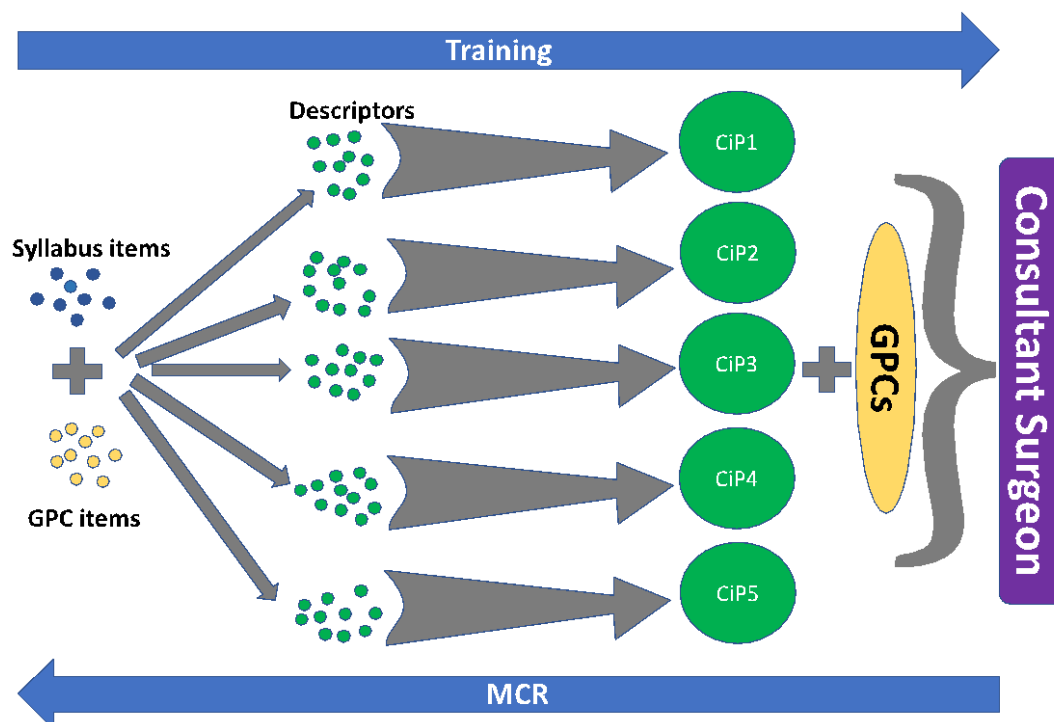 Training
Descriptors
CiP1
Syllabus items
CiP2
CiP3
GPCs
Consultant Surgeon
GPC items
CiP4
CiP5
MCR